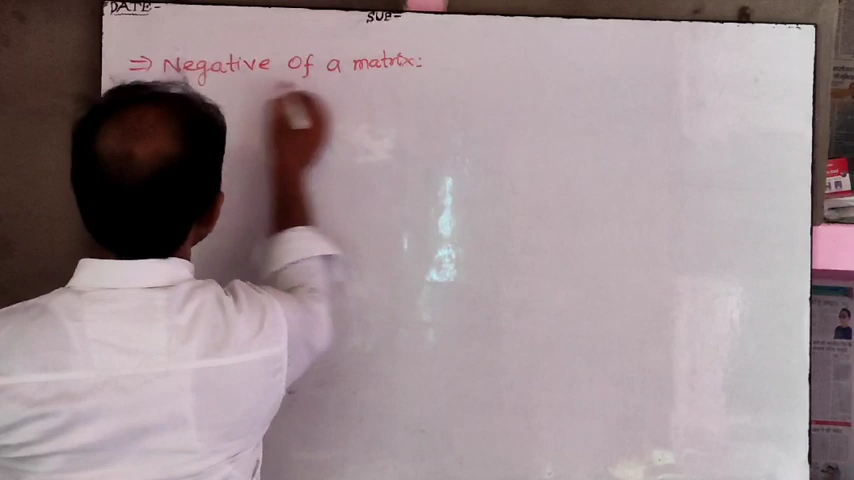 DATE-
SUB-
⇒ Negative of a matrix: